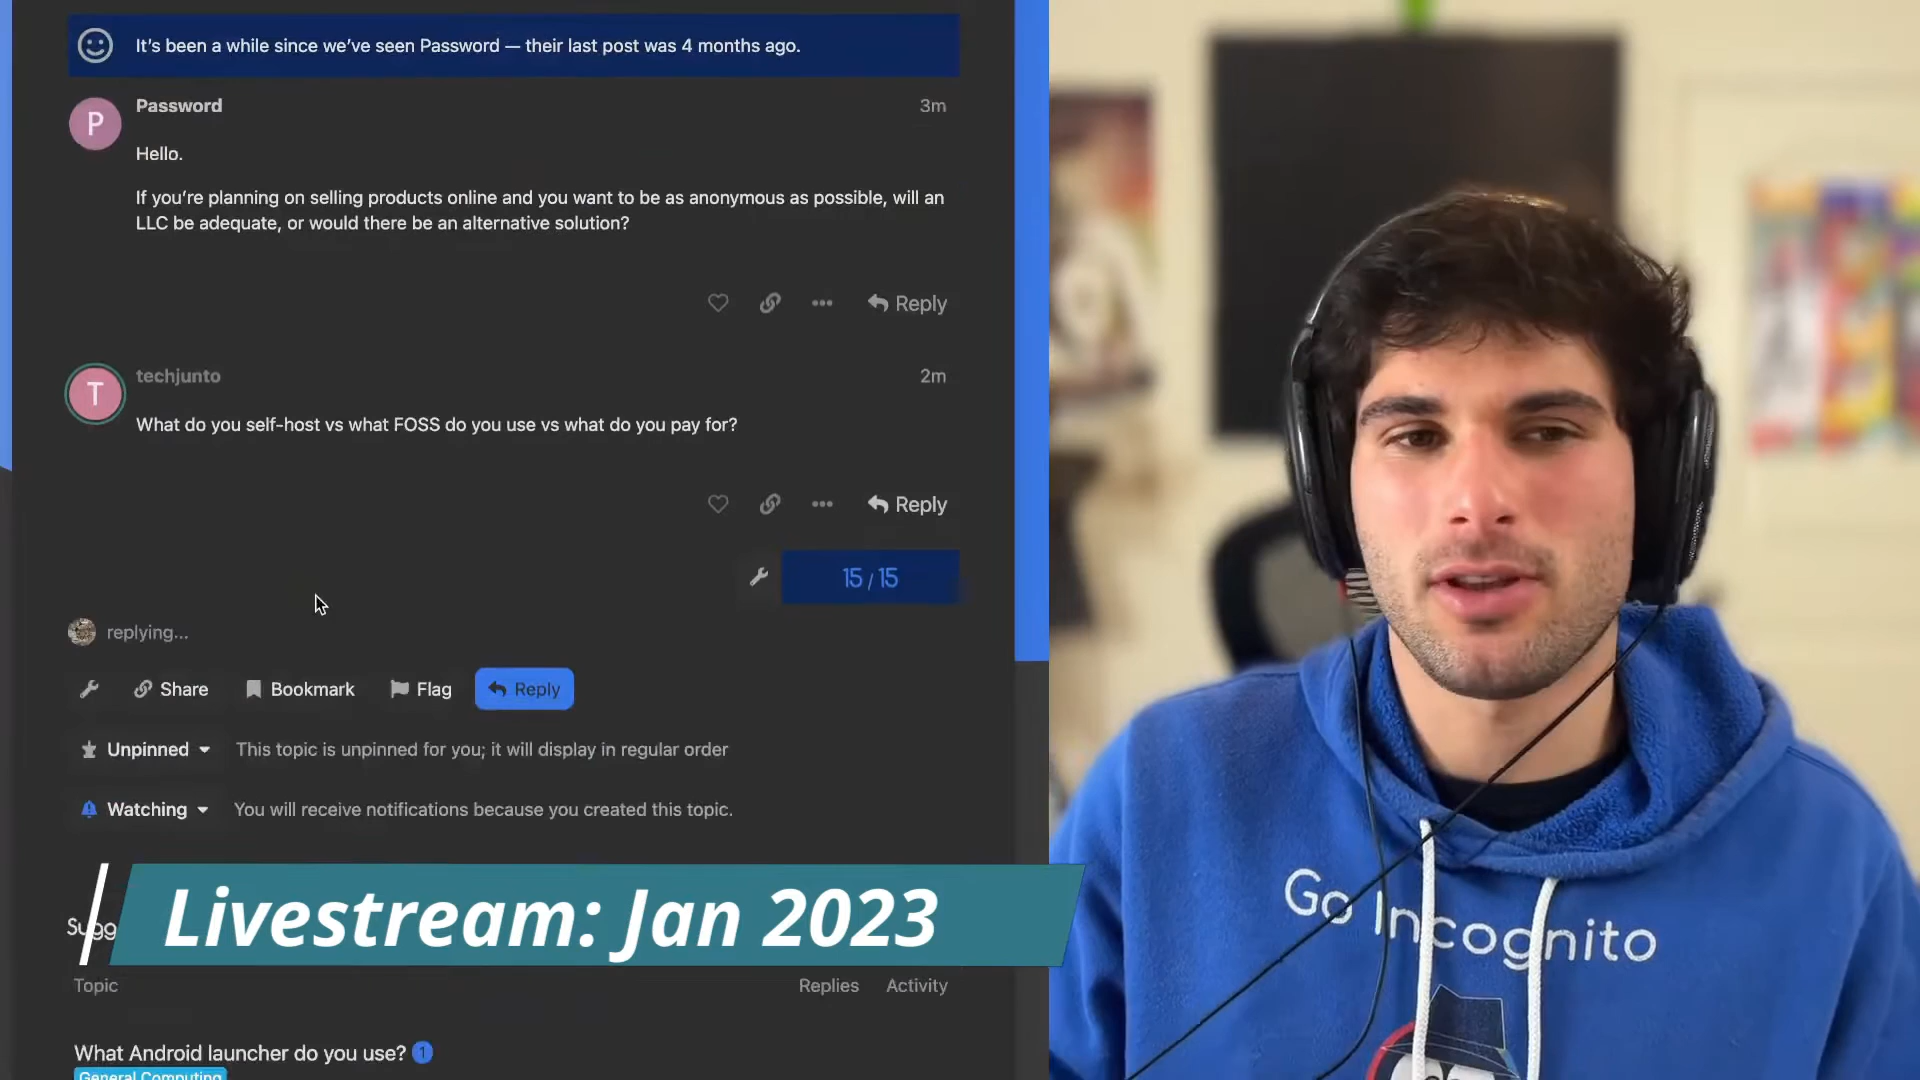 It's been a while since we've seen Password — their last post was 4 months ago.
P
Password
3m
Hello.
If you're planning on selling products online and you want to be as anonymous as possible, will an
LLC be adequate, or would there be an alternative solution?
Reply
T
techjunto
2m
What do you self-host vs what FOSS do you use vs what do you pay for?
Reply
15 / 15
replying...
Share
Bookmark
Flag
Reply
Unpinned
This topic is unpinned for you; it will display in regular order
Watching
You will receive notifications because you created this topic.
Livestream: Jan 2023
Topic
Replies
Activity
What Android launcher do you use? 1
General Computing
Go Incognito